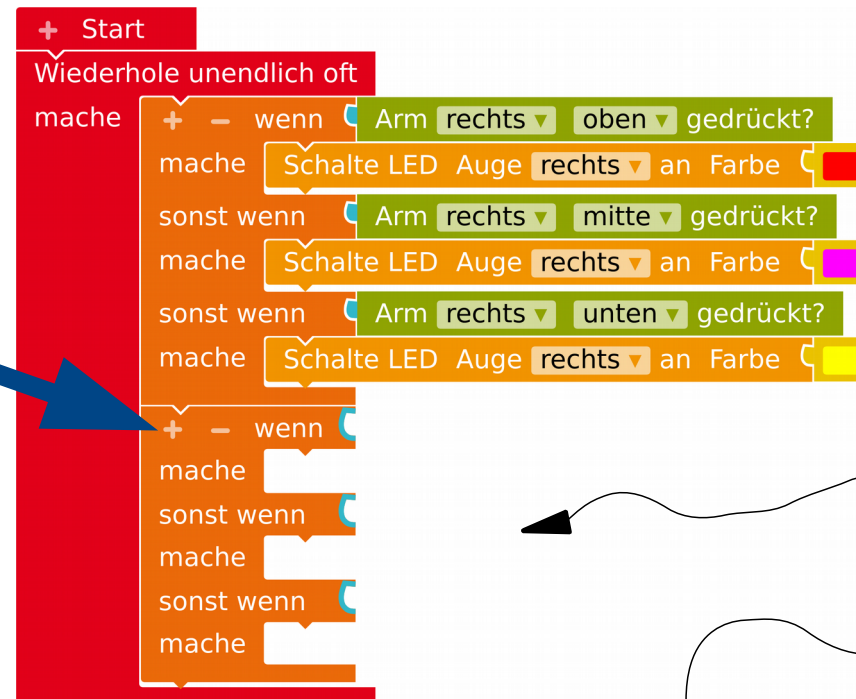 + Start
Wiederhole unendlich oft
mache + – wenn Arm rechts ▾ oben ▾ gedrückt?
mache Schalte LED Auge rechts ▾ an Farbe
sonst wenn Arm rechts ▾ mitte ▾ gedrückt?
mache Schalte LED Auge rechts ▾ an Farbe
sonst wenn Arm rechts ▾ unten ▾ gedrückt?
mache Schalte LED Auge rechts ▾ an Farbe
+ – wenn
mache
sonst wenn
mache
sonst wenn
mache